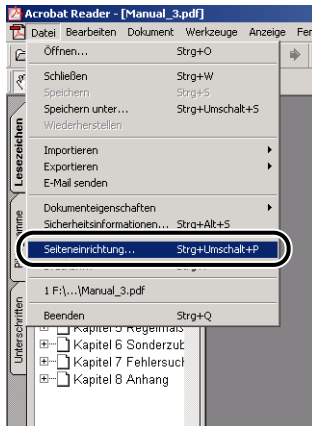 Acrobat Reader - [Manual_3.pdf]
Datei Bearbeiten Dokument Werkzeuge Anzeige Fer
Öffnen... Strg+O
Schließen Strg+W
Speichern Strg+S
Speichern unter... Strg+Umschalt+S
Wiederherstellen
Importieren
Exportieren
E-Mail senden
Dokumenteigenschaften
Sicherheitsinformationen... Strg+Alt+S
Seiteneinrichtung... Strg+Umschalt+P
1 F:\...\Manual_3.pdf
Beenden Strg+Q
Lesezeichen
Unterschriften
Kapitel 5 Regelmäß
Kapitel 6 Sonderzub
Kapitel 7 Fehlersuch
Kapitel 8 Anhang